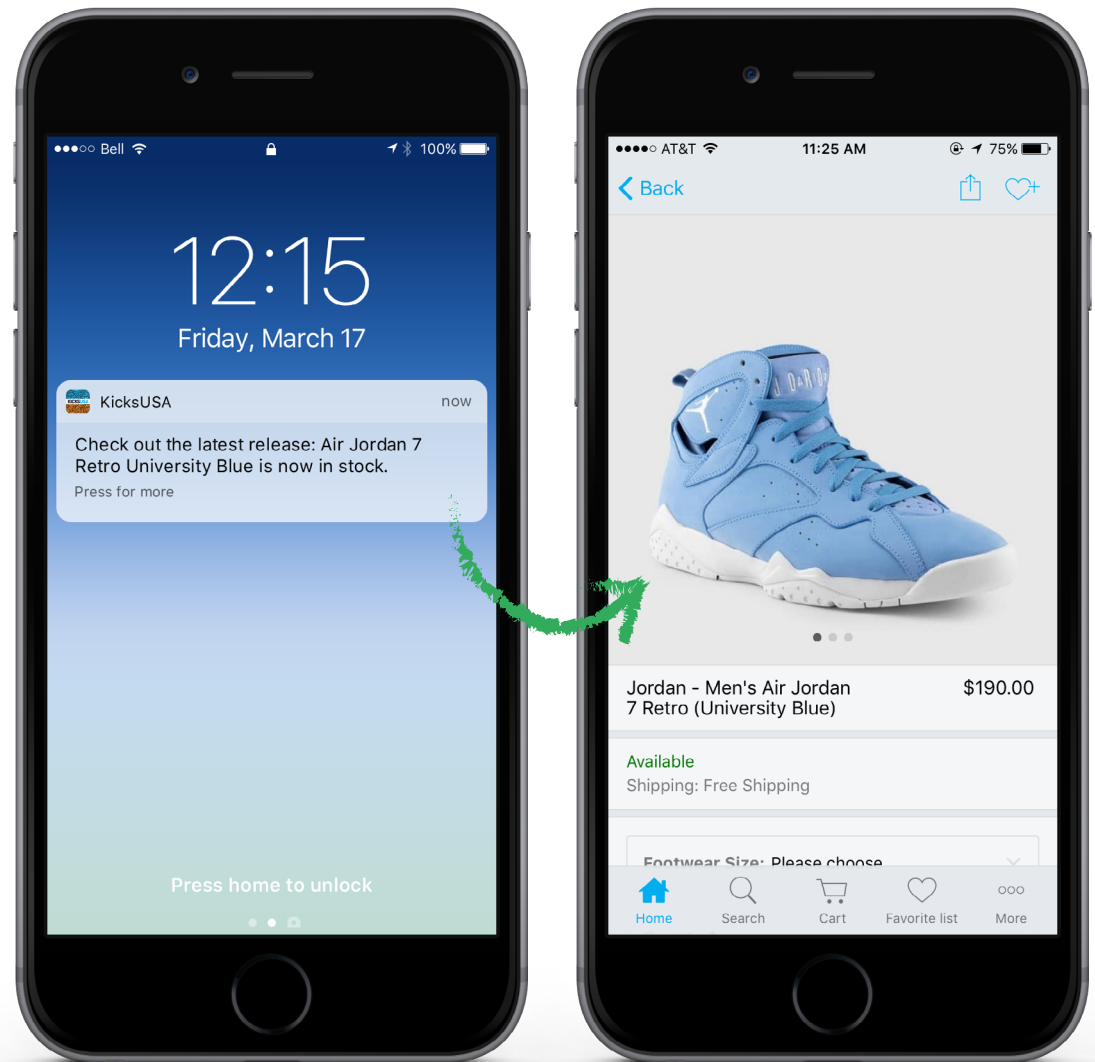 Bell
100%
12:15
Friday, March 17
KicksUSA
now
Check out the latest release: Air Jordan 7
Retro University Blue is now in stock.
Press for more
Press home to unlock
AT&T
11:25 AM
75%
Back
JORDAN
Jordan - Men's Air Jordan
7 Retro (University Blue)
$190.00
Available
Shipping: Free Shipping
Footwear Size: Please choose
Home
Search
Cart
Favorite list
More